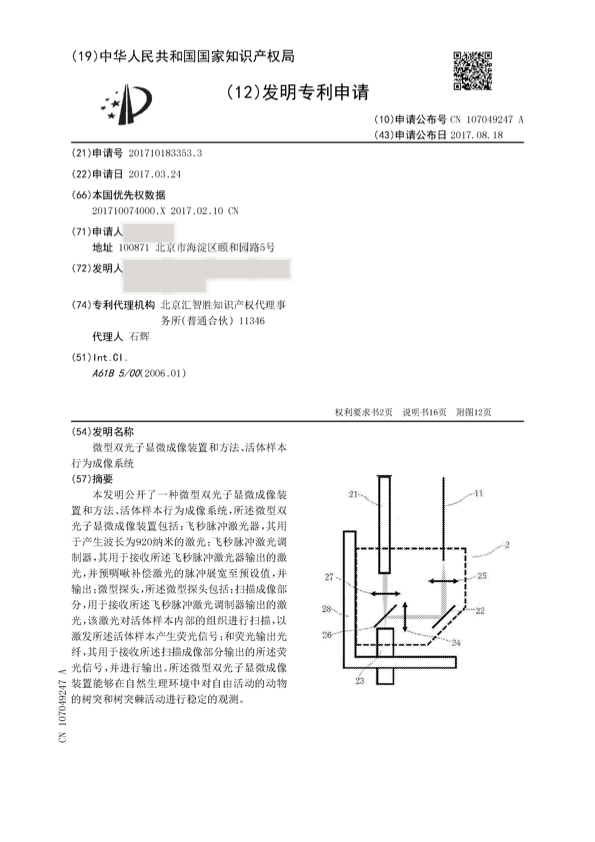 (19)中华人民共和国国家知识产权局
(12)发明专利申请
(10)申请公布号 CN 107049247 A
(43)申请公布日 2017.08.18
(21)申请号 201710183353.3
(22)申请日 2017.03.24
(66)本国优先权数据
201710074000.X 2017.02.10 CN
(71)申请人
地址 100871 北京市海淀区颐和园路5号
(72)发明人
(74)专利代理机构 北京汇智胜知识产权代理事
务所(普通合伙) 11346
代理人 石辉
(51)Int.Cl.
A61B 5/00(2006.01)
权利要求书2页 说明书16页 附图12页
(54)发明名称
微型双光子显微成像装置和方法、活体样本
行为成像系统
(57)摘要
本发明公开了一种微型双光子显微成像装
置和方法、活体样本行为成像系统,所述微型双
光子显微成像装置包括:飞秒脉冲激光器,其用
于产生波长为920纳米的激光;飞秒脉冲激光调
制器,其用于接收所述飞秒脉冲激光器输出的激
光,并预啁啾补偿激光的脉冲展宽至预设值,并
输出;微型探头,所述微型探头包括:扫描成像部
分,用于接收所述飞秒脉冲激光调制器输出的激
光,该激光对活体样本内部的组织进行扫描,以
激发所述活体样本产生荧光信号;和荧光输出光
纤,其用于接收所述扫描成像部分输出的所述荧
光信号,并进行输出。所述微型双光子显微成像
装置能够在自然生理环境中对自由活动的动物
的树突和树突棘活动进行稳定的观测。
21
11
2
27
25
28
22
26
24
23
CN 107049247 A